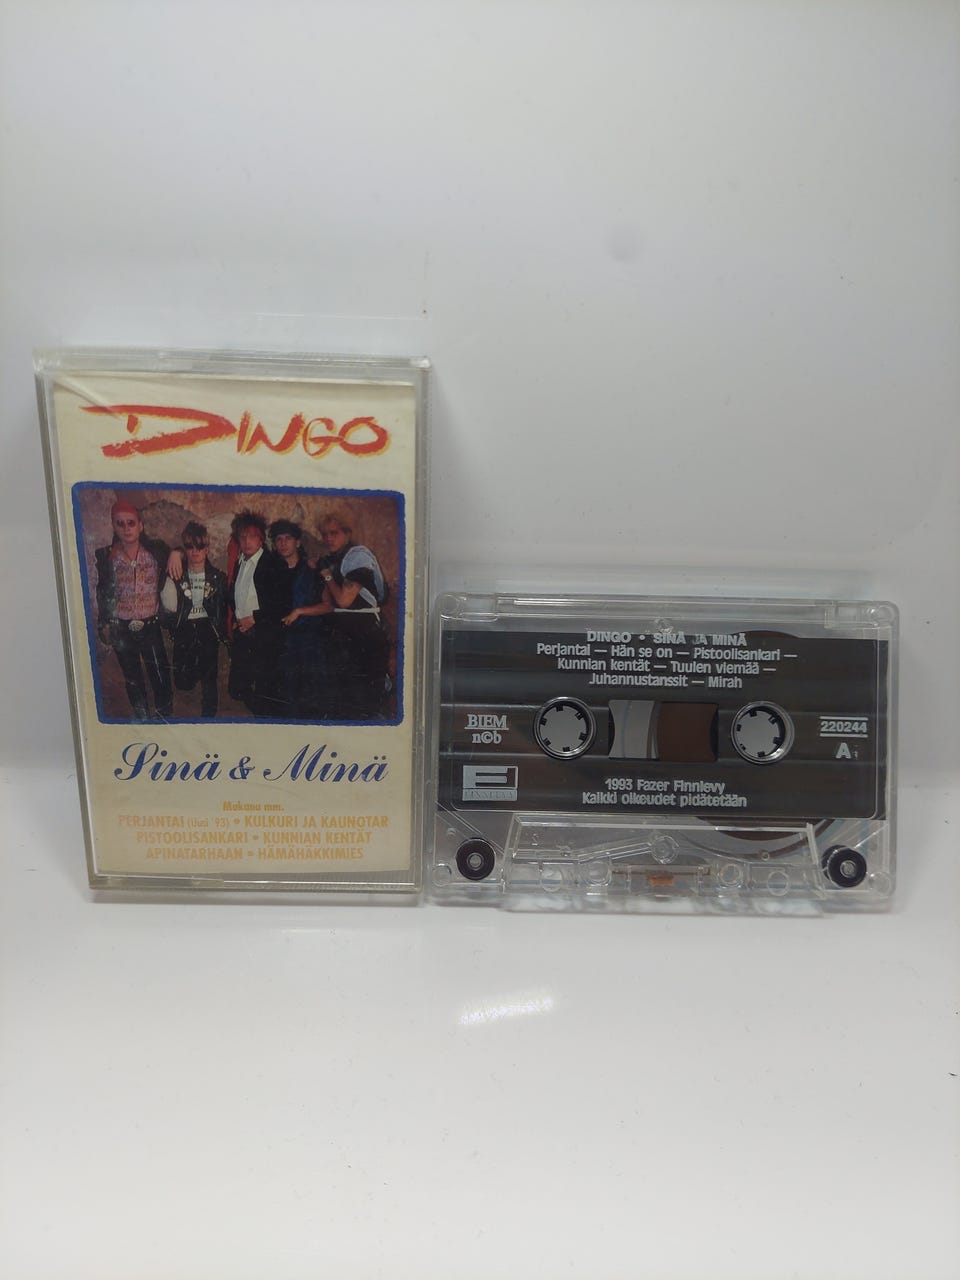 DINGO
Sinä & Minä
Mukana mm.
PERJANTAI (Uusi '93) • KULKURI JA KAUNOTAR
PISTOOLISANKARI • KUNNIAN KENTÄT
APINATARHAAN • HÄMÄHÄKKIMIES
DINGO • SINÄ JA MINÄ
Perjantai — Hän se on — Pistoolisankari —
Kunnian kentät — Tuulen viemää —
Juhannustanssit — Mirah
BIEM
n©b
220244
A
FINNLEVY
1993 Fazer Finnlevy
Kaikki oikeudet pidätetään